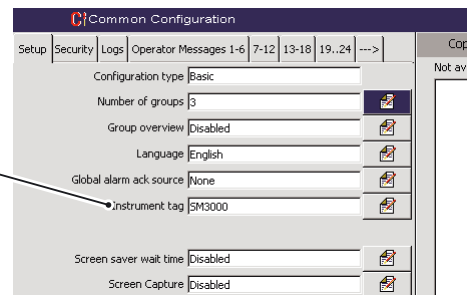 Common Configuration
Setup Security Logs Operator Messages 1-6 7-12 13-18 19..24 --->
Cop
Not av
Configuration type Basic
Number of groups 3
Group overview Disabled
Language English
Global alarm ack source None
Instrument tag SM3000
Screen saver wait time Disabled
Screen Capture Disabled